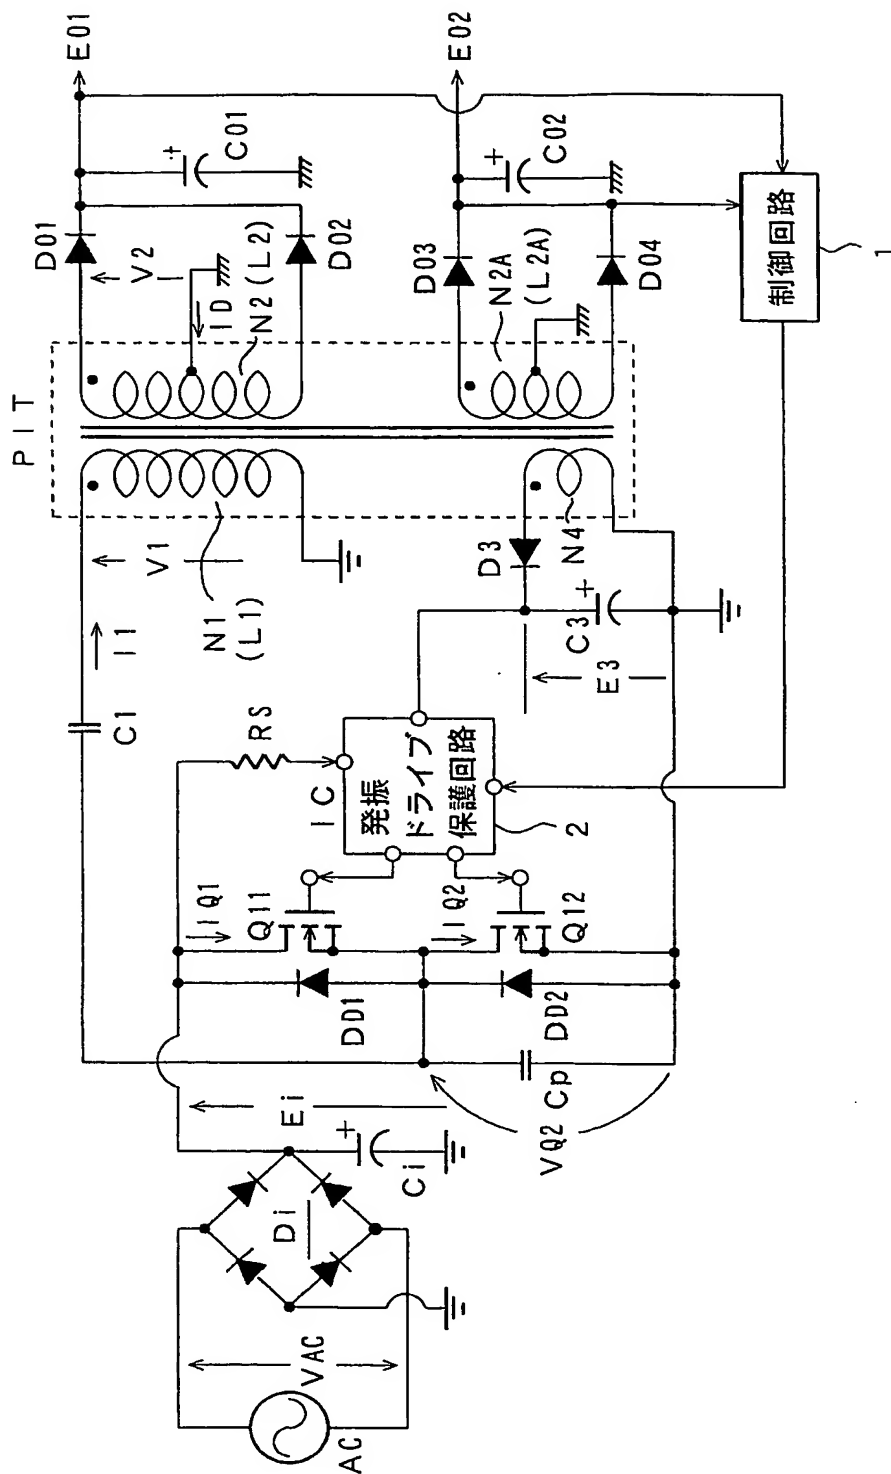 AC
VAC
Di
Ci
+
Ei
VQ2
Cp
DD1
DD2
Q11
IQ1
Q12
IQ2
IC
発振
ドライブ
保護回路
2
RS
C1
I1
V1
N1
(L1)
C3
+
E3
D3
N4
PIT
N2(L2)
ID
V2
D01
D02
+
C01
E01
N2A
(L2A)
D03
D04
+
C02
E02
制御回路
1